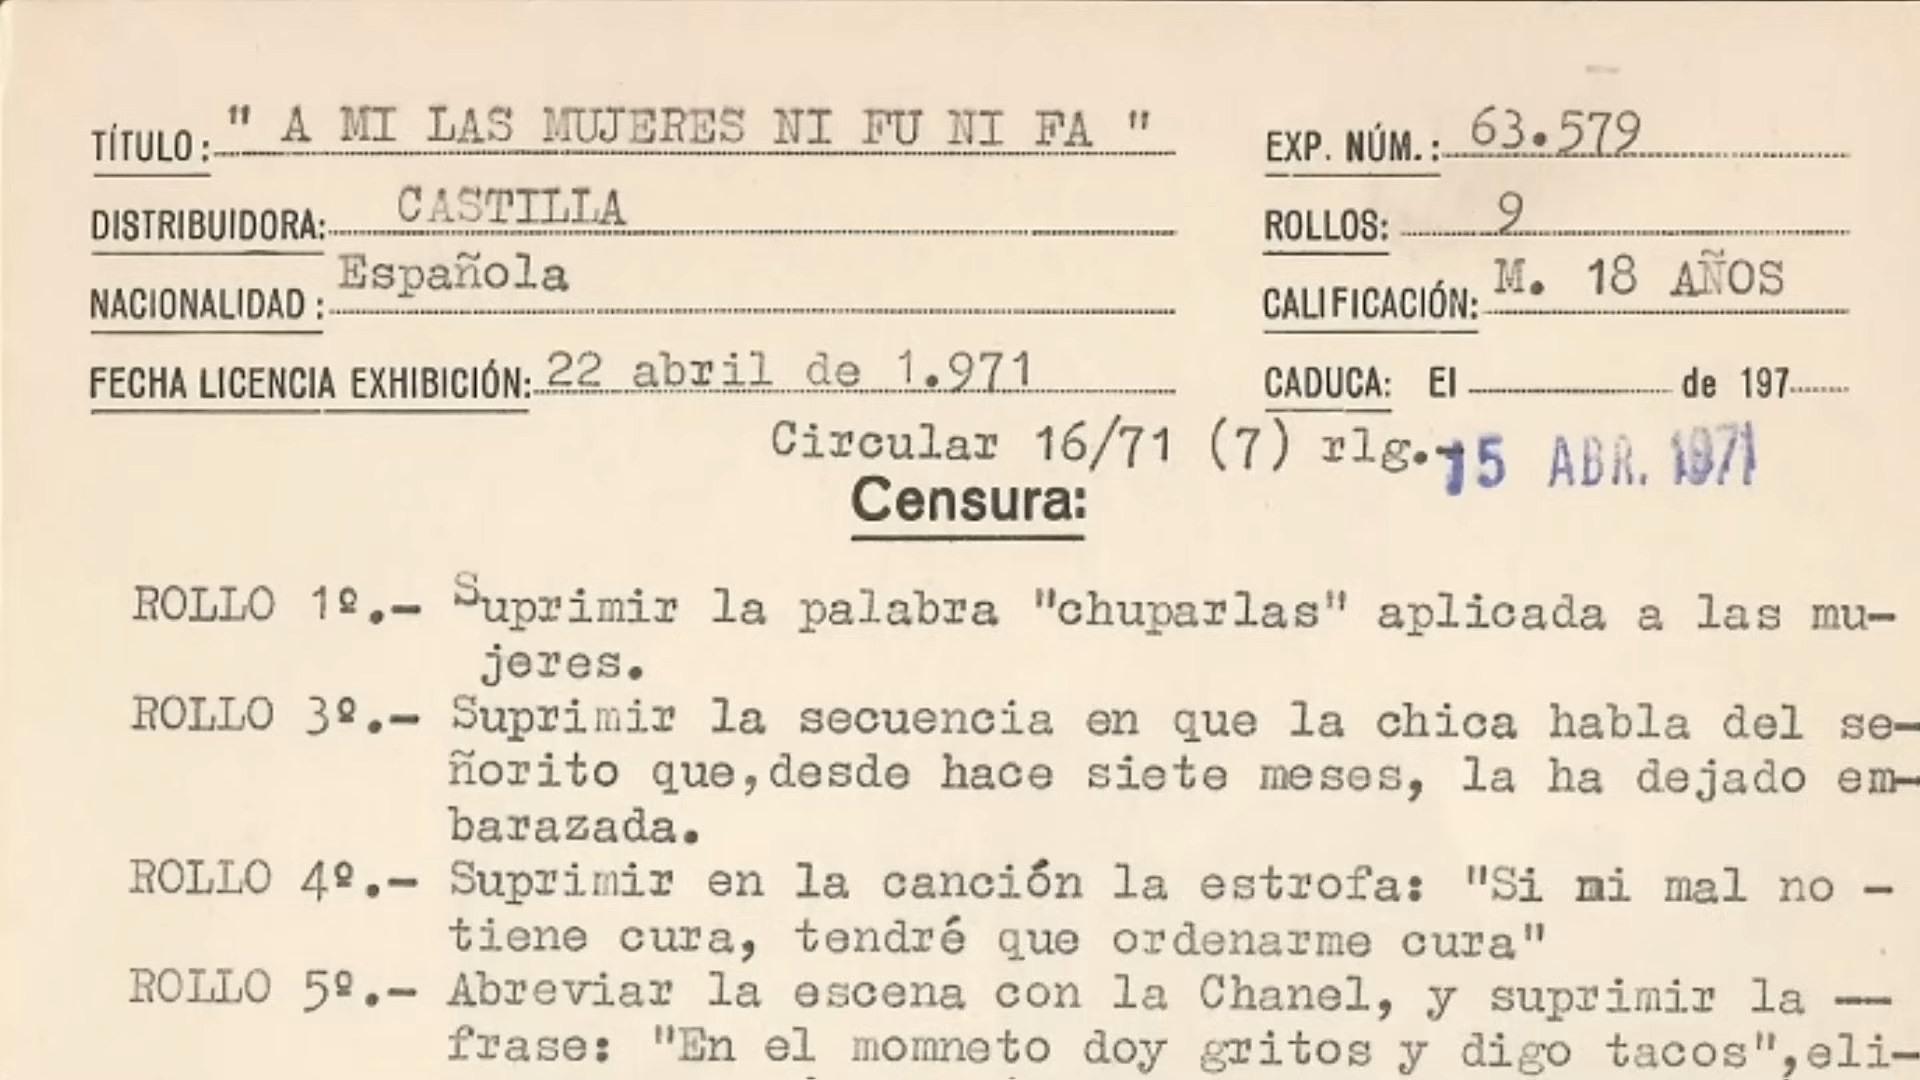 TÍTULO: " A MI LAS MUJERES NI FU NI FA "
EXP. NÚM.: 63.579
DISTRIBUIDORA: CASTILLA
ROLLOS: 9
NACIONALIDAD: Española
CALIFICACIÓN: M. 18 AÑOS
FECHA LICENCIA EXHIBICIÓN: 22 abril de 1.971
CADUCA: El de 197
Circular 16/71 (7) rlg.- 15 ABR. 1971
Censura:
ROLLO 1º.- Suprimir la palabra "chuparlas" aplicada a las mu-
jeres.
ROLLO 3º.- Suprimir la secuencia en que la chica habla del se-
ñorito que,desde hace siete meses, la ha dejado em-
barazada.
ROLLO 4º.- Suprimir en la canción la estrofa: "Si mi mal no -
tiene cura, tendré que ordenarme cura"
ROLLO 5º.- Abreviar la escena con la Chanel, y suprimir la --
frase: "En el momneto doy gritos y digo tacos",eli-